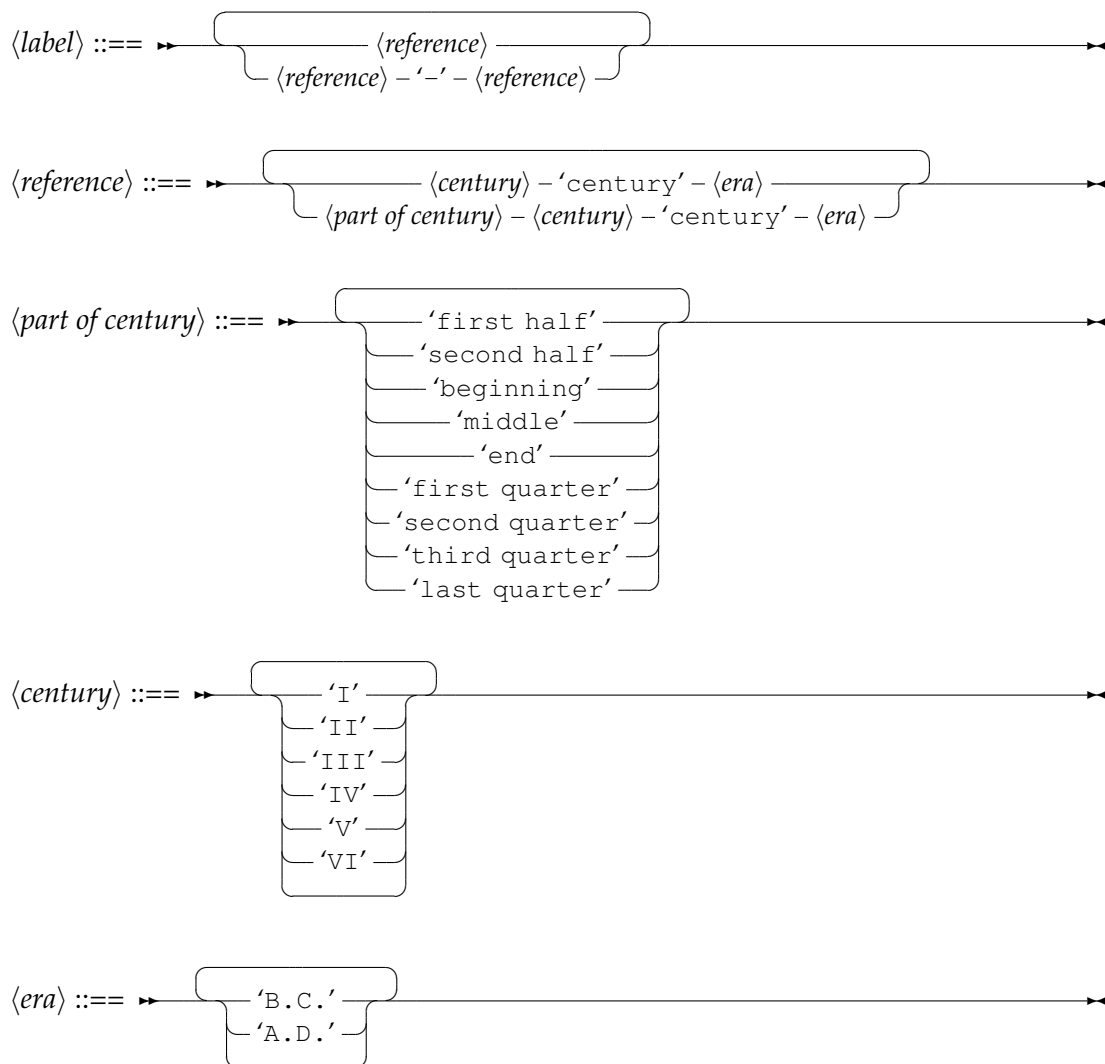 ⟨label⟩ ::== ⟨reference⟩
⟨reference⟩ – '–' – ⟨reference⟩
⟨reference⟩ ::== ⟨century⟩ – 'century' – ⟨era⟩
⟨part of century⟩ – ⟨century⟩ – 'century' – ⟨era⟩
⟨part of century⟩ ::== 'first half'
'second half'
'beginning'
'middle'
'end'
'first quarter'
'second quarter'
'third quarter'
'last quarter'
⟨century⟩ ::== 'I'
'II'
'III'
'IV'
'V'
'VI'
⟨era⟩ ::== 'B.C.'
'A.D.'